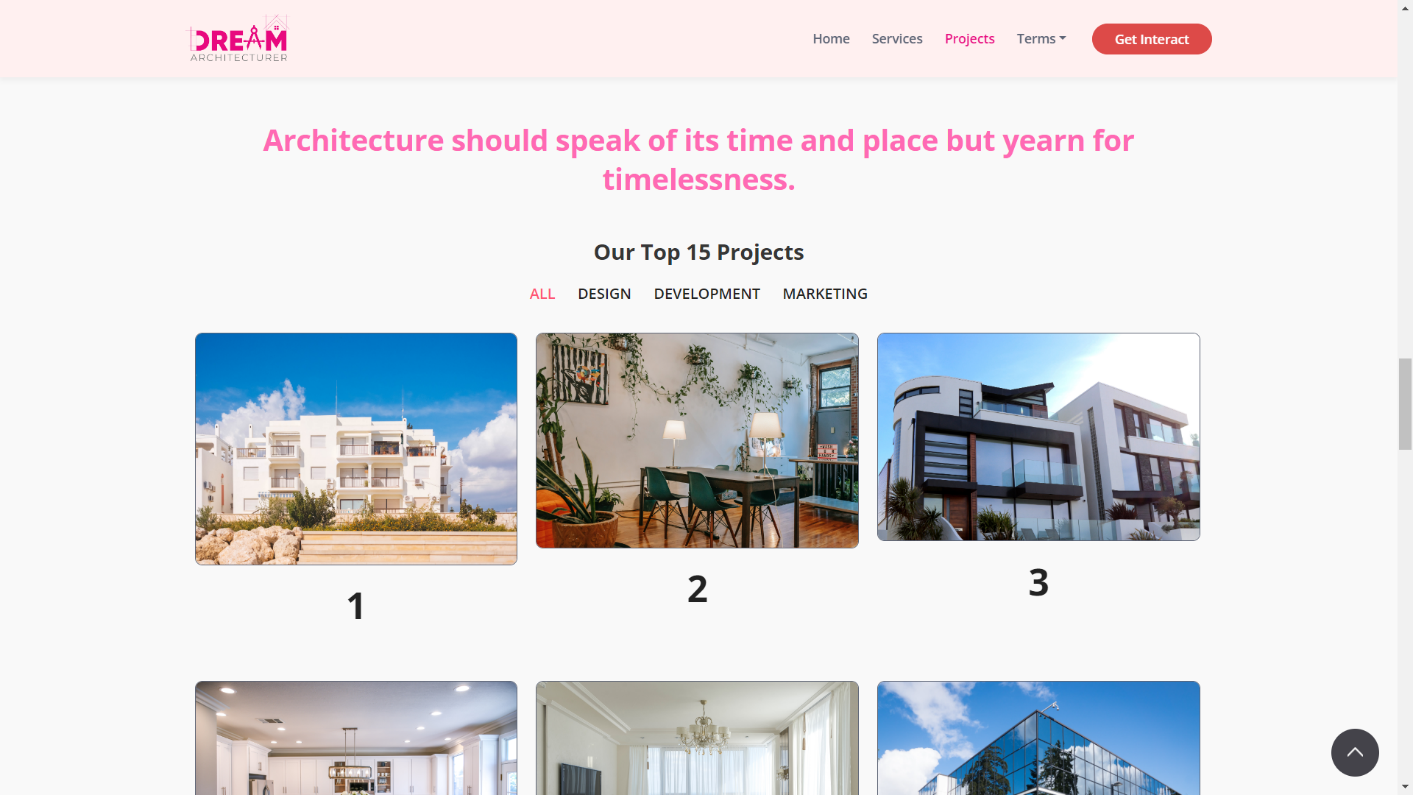 DREAM
ARCHITECTURER
Home Services Projects Terms Get Interact
Architecture should speak of its time and place but yearn for
timelessness.
Our Top 15 Projects
ALL DESIGN DEVELOPMENT MARKETING
1
2
3